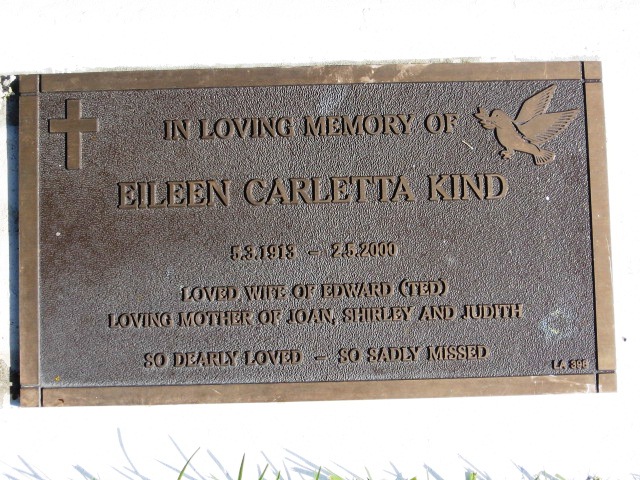 IN LOVING MEMORY OF
EILEEN CARLETTA KIND
5.3.1913 - 2.5.2000
LOVED WIFE OF EDWARD (TED)
LOVING MOTHER OF JOAN, SHIRLEY AND JUDITH
SO DEARLY LOVED - SO SADLY MISSED
LA